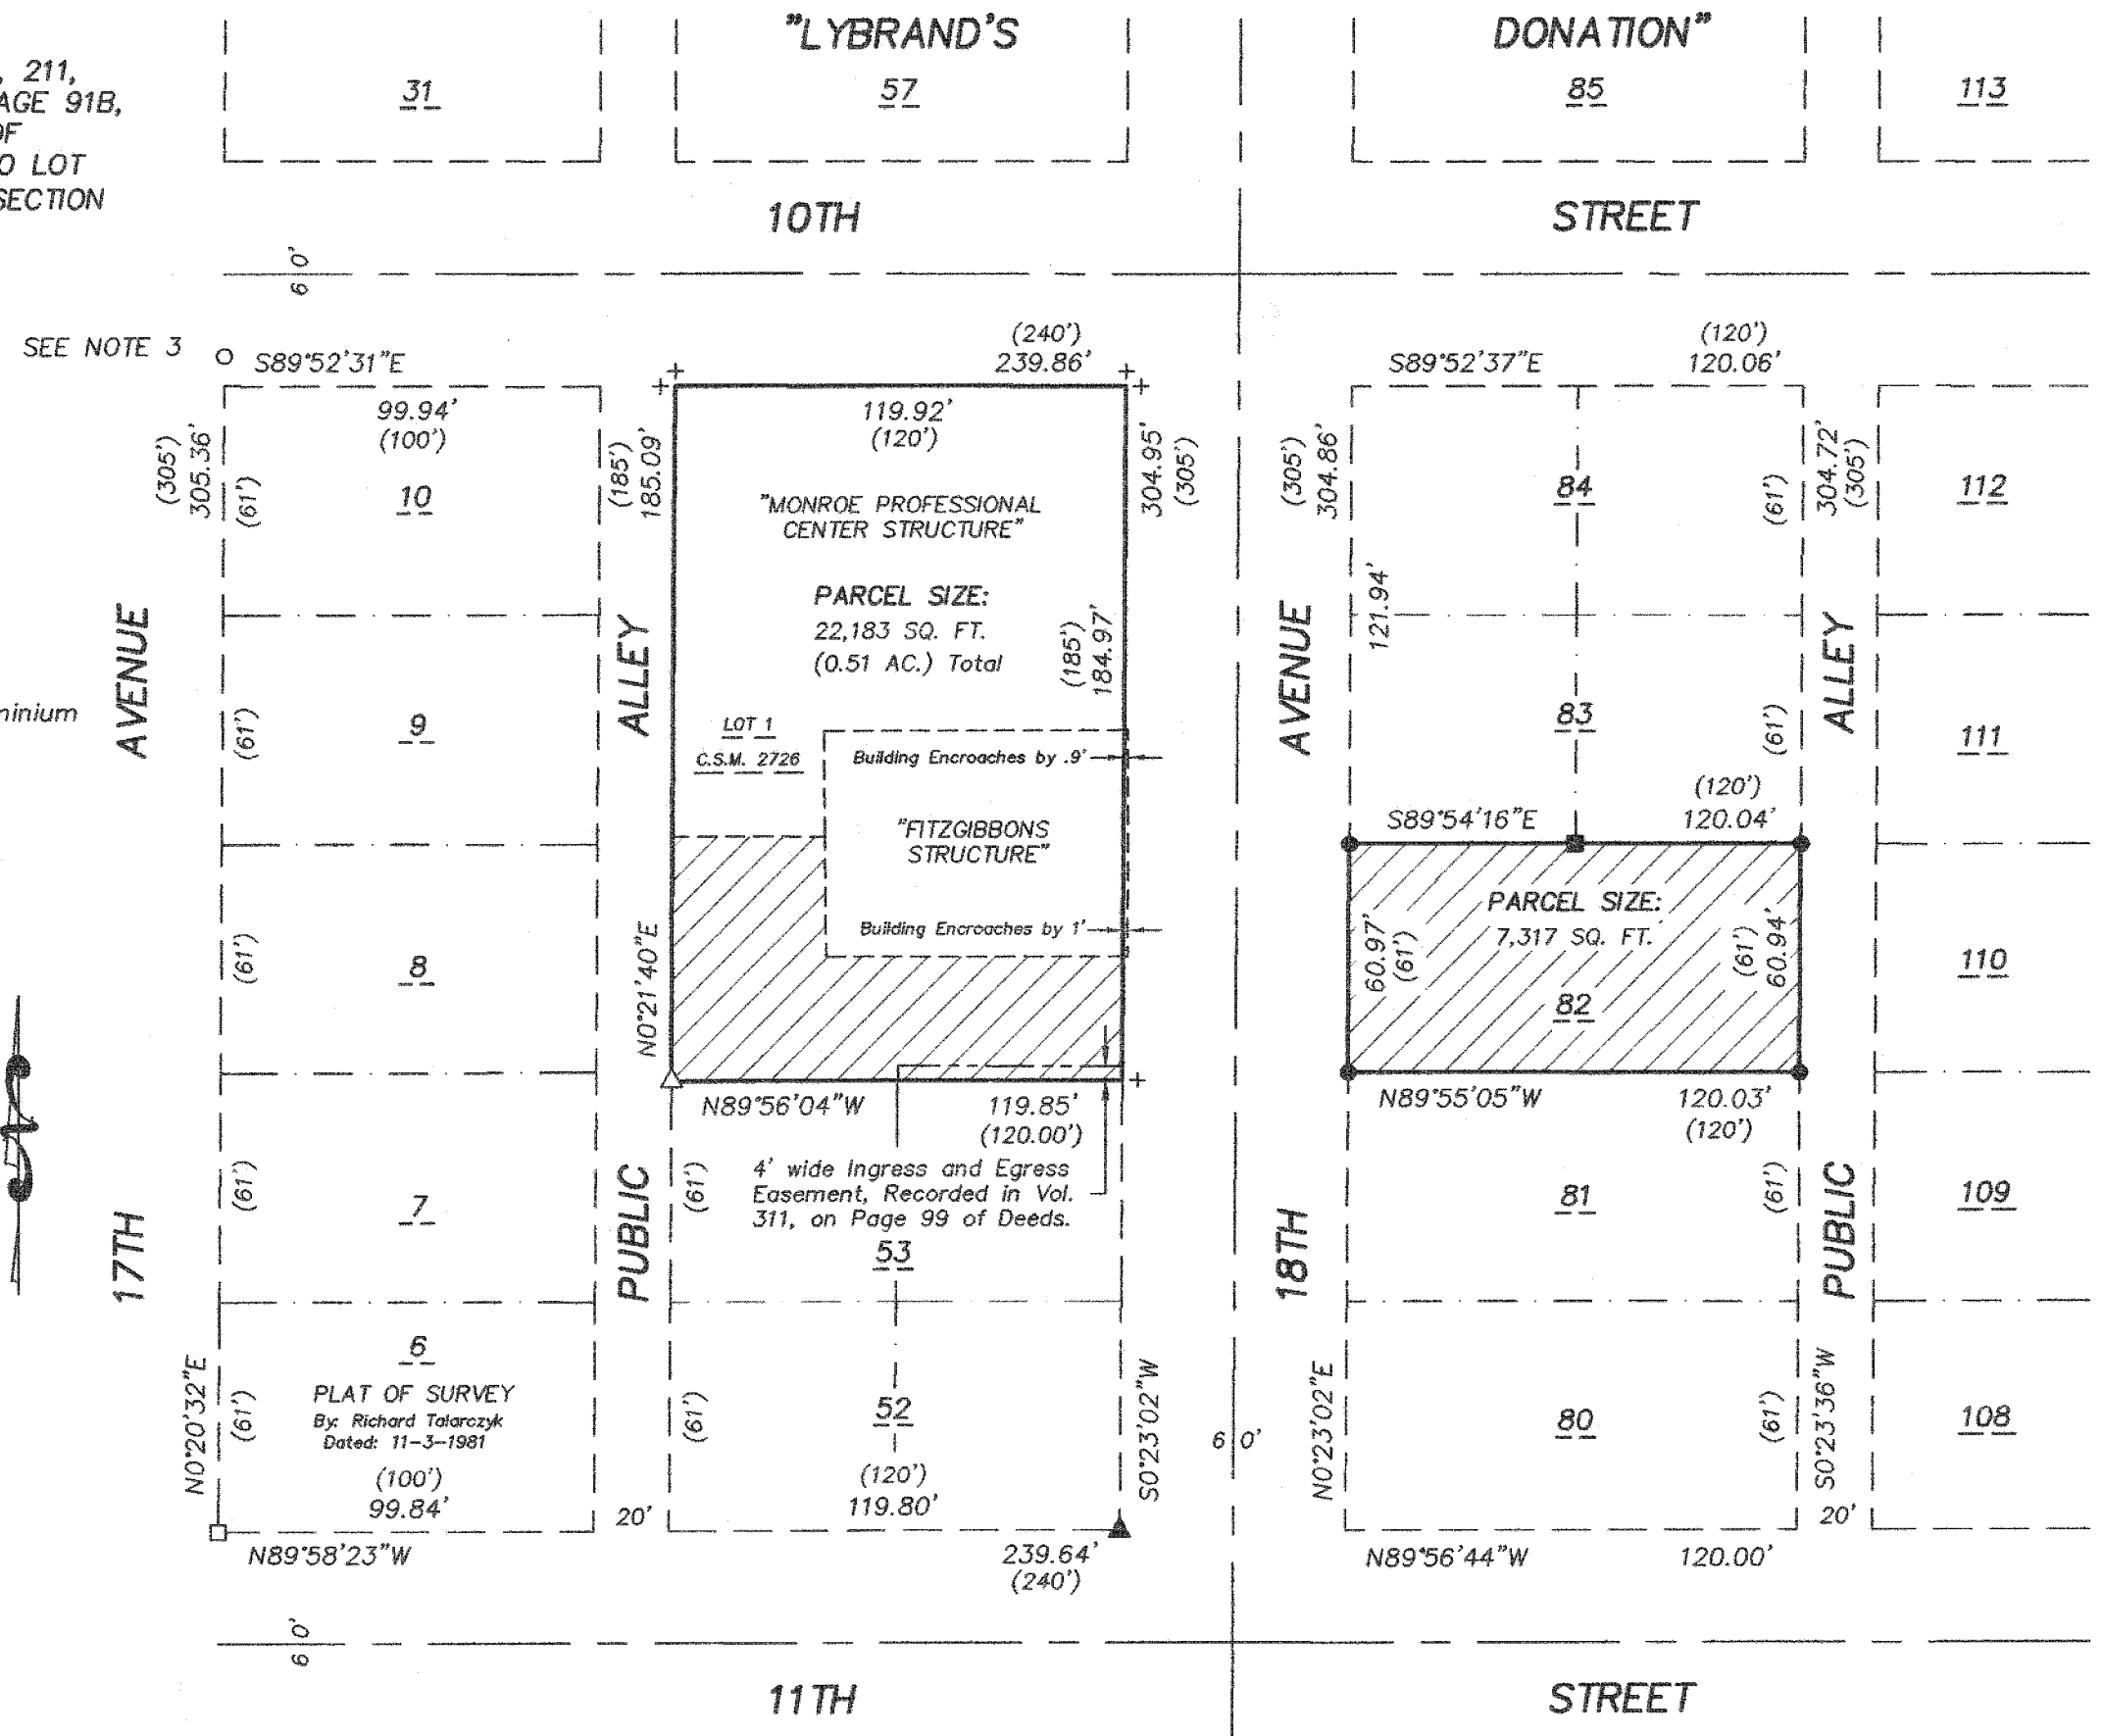 "LYBRAND'S
DONATION"
, 211,
AGE 91B,
OF
O LOT
SECTION
31
57
85
113
10TH
STREET
60'
SEE NOTE 3
S89°52'31"E
(240')
239.86'
S89°52'37"E
(120')
120.06'
99.94'
(100')
119.92'
(120')
(305')
305.36'
(61')
10
(185')
185.09'
"MONROE PROFESSIONAL
CENTER STRUCTURE"
304.95'
(305')
(305')
304.86'
84
(61')
304.72'
(305')
112
PARCEL SIZE:
22,183 SQ. FT.
(0.51 AC.) Total
(185')
184.97'
121.94'
AVENUE
ALLEY
AVENUE
ALLEY
minium
(61')
9
LOT 1
C.S.M. 2726
Building Encroaches by .9'
83
(61')
111
"FITZGIBBONS
STRUCTURE"
S89°54'16"E
(120')
120.04'
Building Encroaches by 1'
(61')
8
N0°21'40"E
PARCEL SIZE:
7,317 SQ. FT.
60.97'
(61')
(61')
60.94'
82
110
N89°56'04"W
119.85'
(120.00')
N89°55'05"W
120.03'
(120')
17TH
(61')
7
PUBLIC
(61')
4' wide Ingress and Egress
Easement, Recorded in Vol.
311, on Page 99 of Deeds.
53
18TH
81
(61')
PUBLIC
109
N0°20'32"E
(61')
6
PLAT OF SURVEY
By: Richard Talarczyk
Dated: 11-3-1981
(100')
99.84'
20'
(61')
52
(120')
119.80'
S0°23'02"W
60'
N0°23'02"E
80
(61')
S0°23'36"W
20'
108
N89°58'23"W
239.64'
(240')
N89°56'44"W
120.00'
60'
11TH
STREET